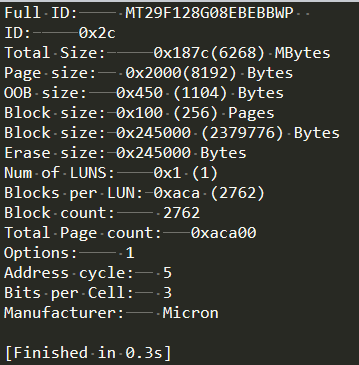 Full ID: MT29F128G08EBEBBWP
ID: 0x2c
Total Size: 0x187c(6268) MBytes
Page size: 0x2000(8192) Bytes
OOB size: 0x450 (1104) Bytes
Block size: 0x100 (256) Pages
Block size: 0x245000 (2379776) Bytes
Erase size: 0x245000 Bytes
Num of LUNS: 0x1 (1)
Blocks per LUN: 0xaca (2762)
Block count: 2762
Total Page count: 0xaca00
Options: 1
Address cycle: 5
Bits per Cell: 3
Manufacturer: Micron
[Finished in 0.3s]